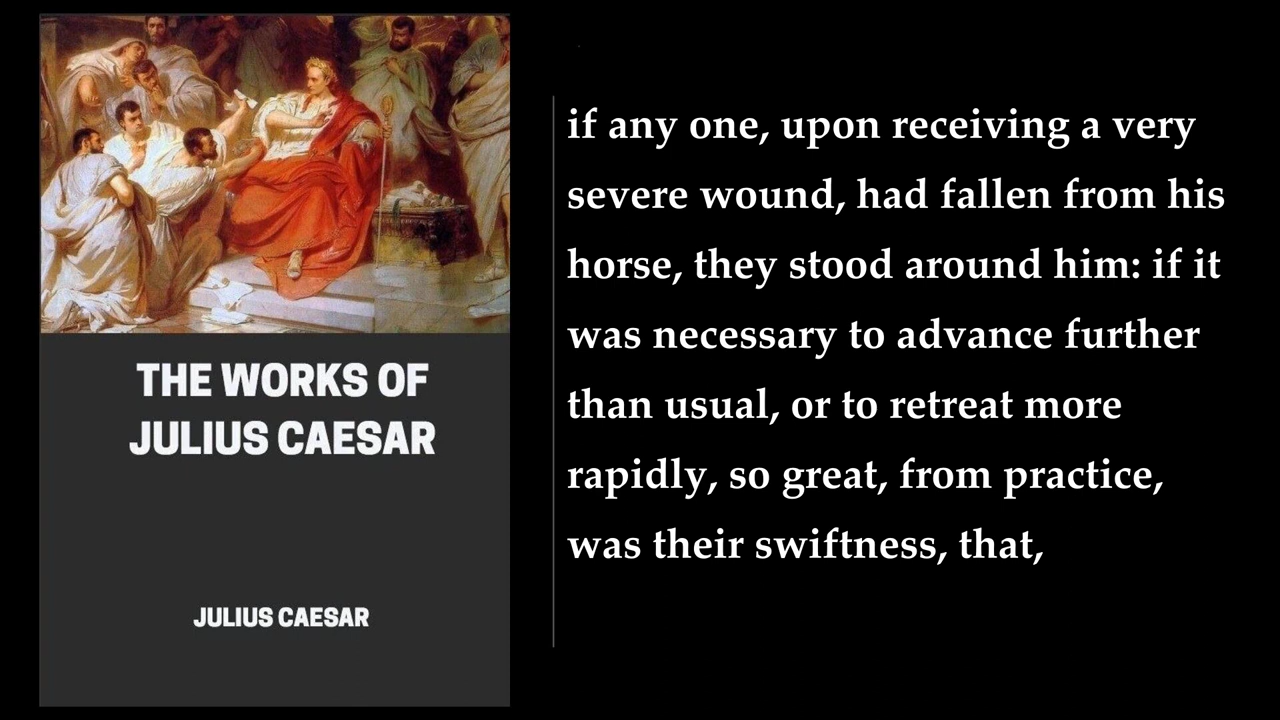 THE WORKS OF
JULIUS CAESAR
JULIUS CAESAR
if any one, upon receiving a very
severe wound, had fallen from his
horse, they stood around him: if it
was necessary to advance further
than usual, or to retreat more
rapidly, so great, from practice,
was their swiftness, that,